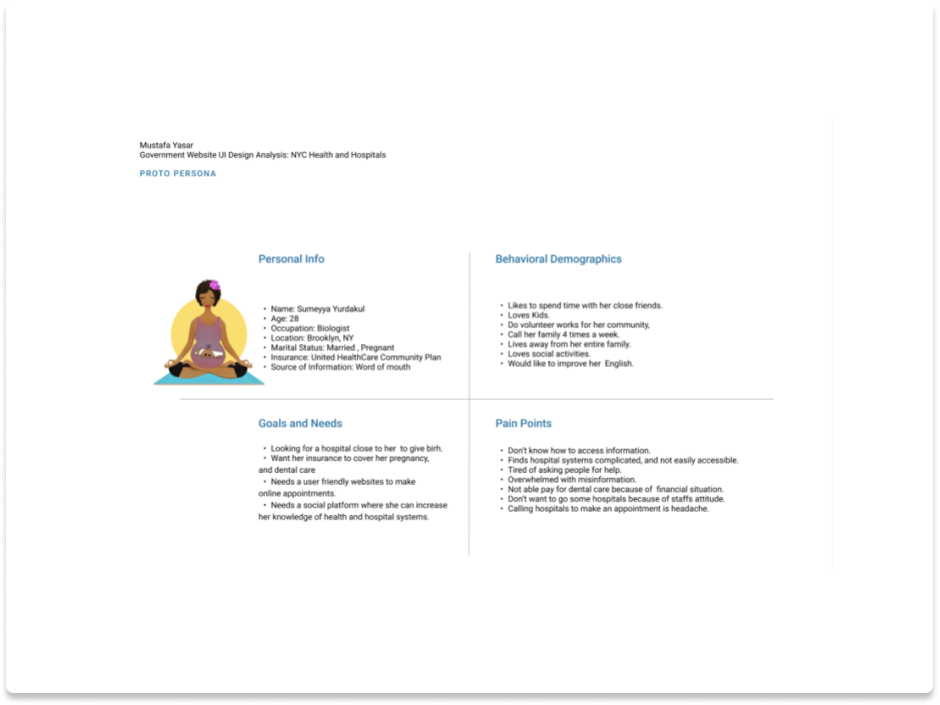 Mustafa Yasar
Government Website UI Design Analysis: NYC Health and Hospitals
PROTO PERSONA
Personal Info
• Name: Sumeyya Yurdakul
• Age: 28
• Occupation: Biologist
• Location: Brooklyn, NY
• Marital Status: Married , Pregnant
• Insurance: United HealthCare Community Plan
• Source of Information: Word of mouth
Behavioral Demographics
• Likes to spend time with her close friends.
• Loves Kids.
• Do volunteer works for her community,
• Call her family 4 times a week.
• Lives away from her entire family.
• Loves social activities.
• Would like to improve her English.
Goals and Needs
• Looking for a hospital close to her to give birh.
• Want her insurance to cover her pregnancy,
and dental care
• Needs a user friendly websites to make
online appointments.
• Needs a social platform where she can increase
her knowledge of health and hospital systems.
Pain Points
• Don't know how to access information.
• Finds hospital systems complicated, and not easily accessible.
• Tired of asking people for help.
• Overwhelmed with misinformation.
• Not able pay for dental care because of financial situation.
• Don't want to go some hospitals because of staffs attitude.
• Calling hospitals to make an appointment is headache.